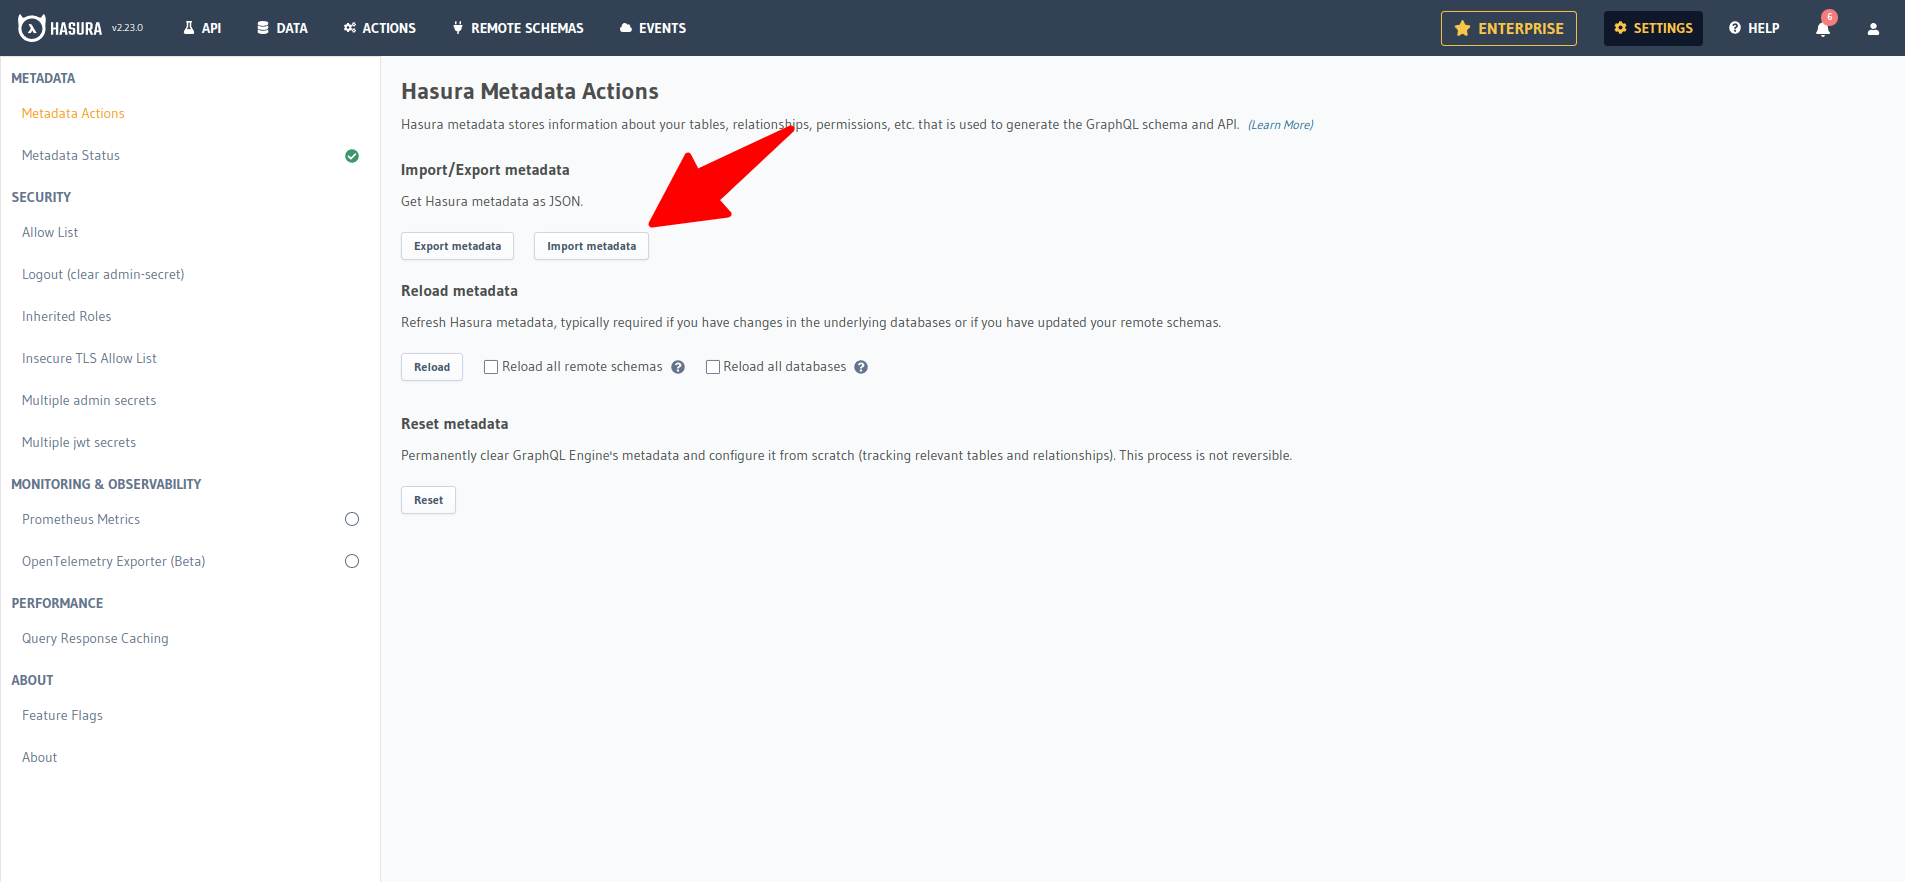 HASURA v2.23.0 API DATA ACTIONS REMOTE SCHEMAS EVENTS ENTERPRISE SETTINGS HELP 6
METADATA
Metadata Actions
Metadata Status
SECURITY
Allow List
Logout (clear admin-secret)
Inherited Roles
Insecure TLS Allow List
Multiple admin secrets
Multiple jwt secrets
MONITORING & OBSERVABILITY
Prometheus Metrics
OpenTelemetry Exporter (Beta)
PERFORMANCE
Query Response Caching
ABOUT
Feature Flags
About
Hasura Metadata Actions
Hasura metadata stores information about your tables, relationships, permissions, etc. that is used to generate the GraphQL schema and API. (Learn More)
Import/Export metadata
Get Hasura metadata as JSON.
Export metadata Import metadata
Reload metadata
Refresh Hasura metadata, typically required if you have changes in the underlying databases or if you have updated your remote schemas.
Reload Reload all remote schemas ? Reload all databases ?
Reset metadata
Permanently clear GraphQL Engine's metadata and configure it from scratch (tracking relevant tables and relationships). This process is not reversible.
Reset